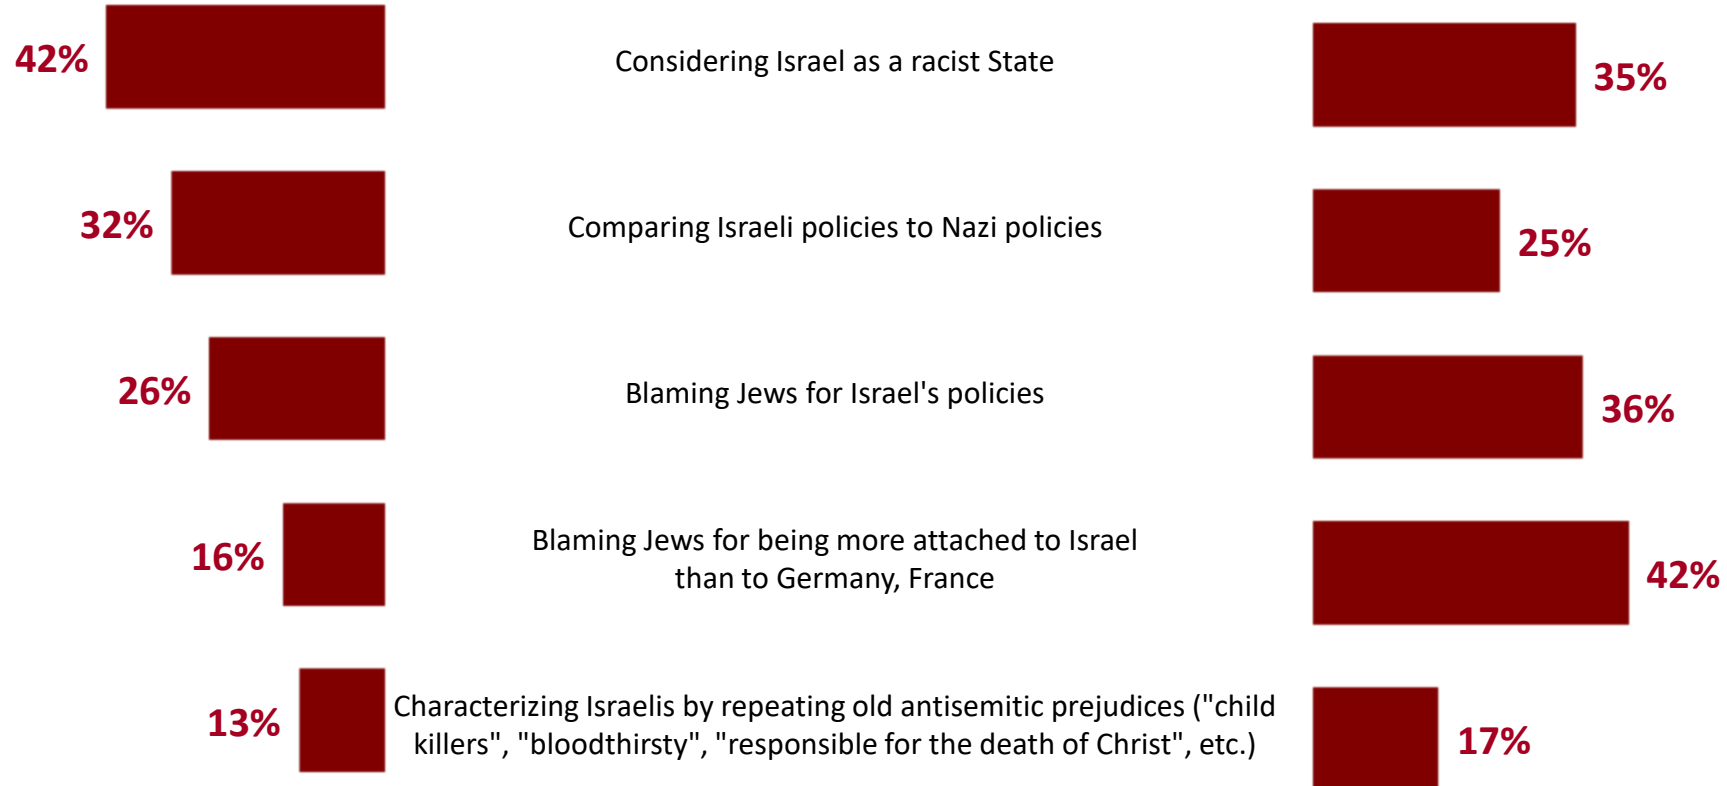 42%
Considering Israel as a racist State
35%
32%
Comparing Israeli policies to Nazi policies
25%
26%
Blaming Jews for Israel's policies
36%
16%
Blaming Jews for being more attached to Israel
than to Germany, France
42%
13%
Characterizing Israelis by repeating old antisemitic prejudices ("child
killers", "bloodthirsty", "responsible for the death of Christ", etc.)
17%